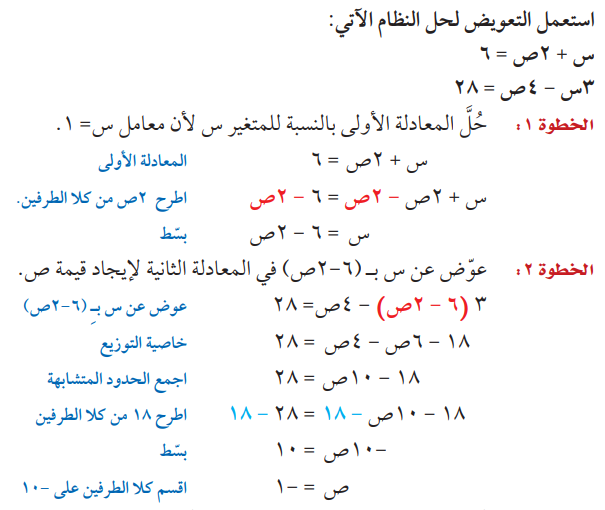 استعمل التعويض لحل النظام الآتي:
س + ٢ص = ٦
٣س – ٤ص = ٢٨
الخطوة ١: حُلَّ المعادلة الأولى بالنسبة للمتغير س لأن معامل س= ١.
س + ٢ص = ٦ المعادلة الأولى
س + ٢ص – ٢ص = ٦ – ٢ص اطرح ٢ص من كلا الطرفين.
س = ٦ – ٢ص بسّط
الخطوة ٢: عوّض عن س بـ (٦–٢ص) في المعادلة الثانية لإيجاد قيمة ص.
٣ (٦ – ٢ص) – ٤ص= ٢٨ عوض عن س بـِ (٦–٢ص)
١٨ – ٦ص – ٤ص = ٢٨ خاصية التوزيع
١٨ – ١٠ص = ٢٨ اجمع الحدود المتشابهة
١٨ – ١٠ص – ١٨ = ٢٨ – ١٨ اطرح ١٨ من كلا الطرفين
–١٠ص = ١٠ بسّط
ص = –١ اقسم كلا الطرفين على –١٠